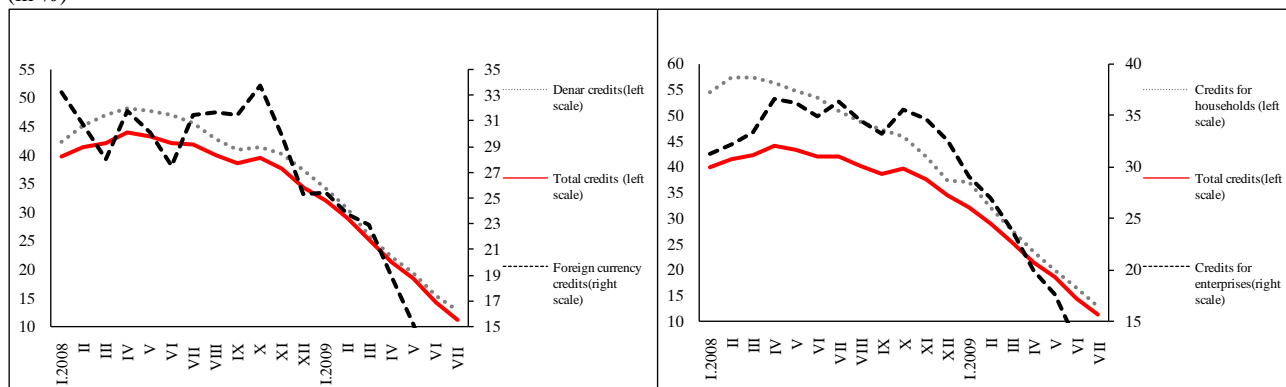 (in %)
55
50
45
40
35
30
25
20
15
10
35
33
31
29
27
25
23
21
19
17
15
Denar credits(left
scale)
Total credits (left
scale)
Foreign currency
credits(right
scale)
I.2008
II
III
IV
V
VI
VII
VIII
IX
X
XI
XII
I.2009
II
III
IV
V
VI
VII
60
55
50
45
40
35
30
25
20
15
10
40
35
30
25
20
15
Credits for
households (left
scale)
Total credits(left
scale)
Credits for
enterprises(right
scale)
I.2008
II
III
IV
V
VI
VII
VIII
IX
X
XI
XII
I.2009
II
III
IV
V
VI
VII